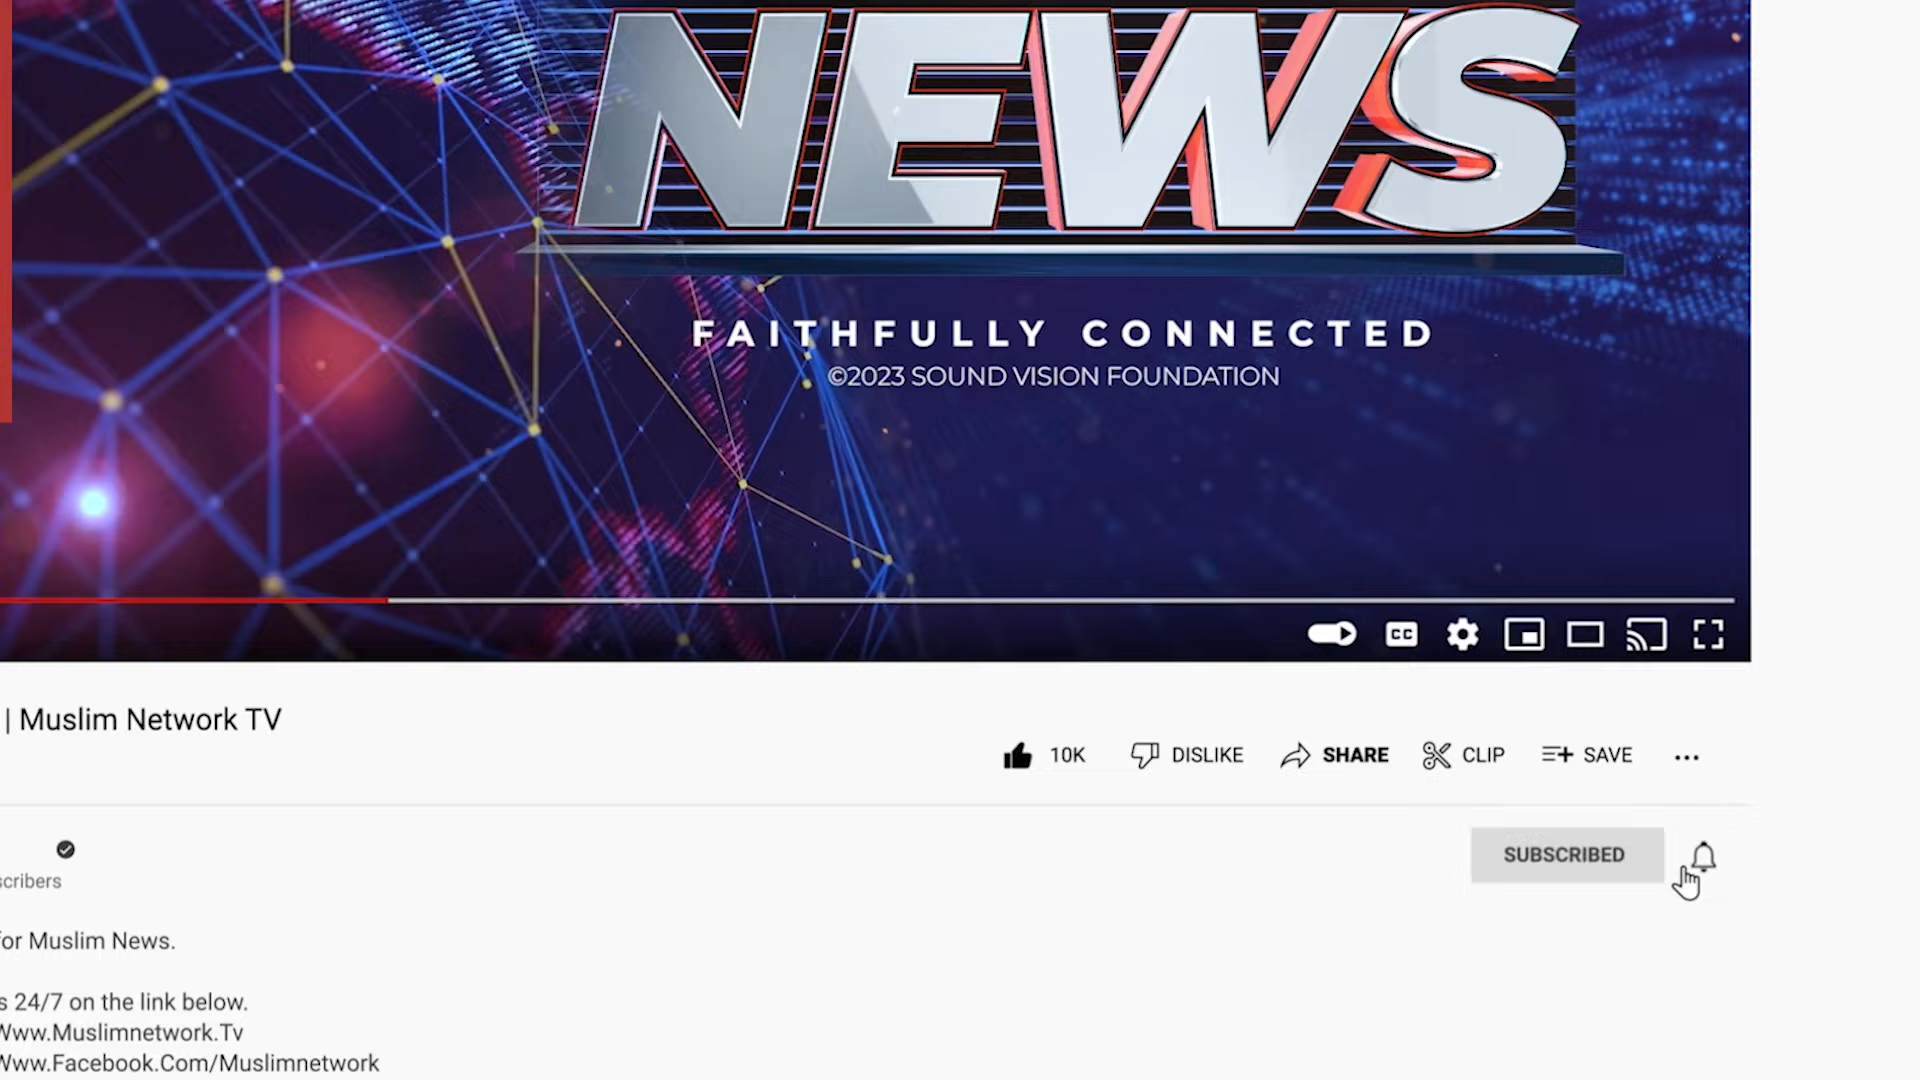 NEWS
FAITHFULLY CONNECTED
©2023 SOUND VISION FOUNDATION
CC
| Muslim Network TV
10K DISLIKE SHARE CLIP SAVE
SUBSCRIBED
scribers
or Muslim News.
s 24/7 on the link below.
Www.Muslimnetwork.Tv
Www.Facebook.Com/Muslimnetwork